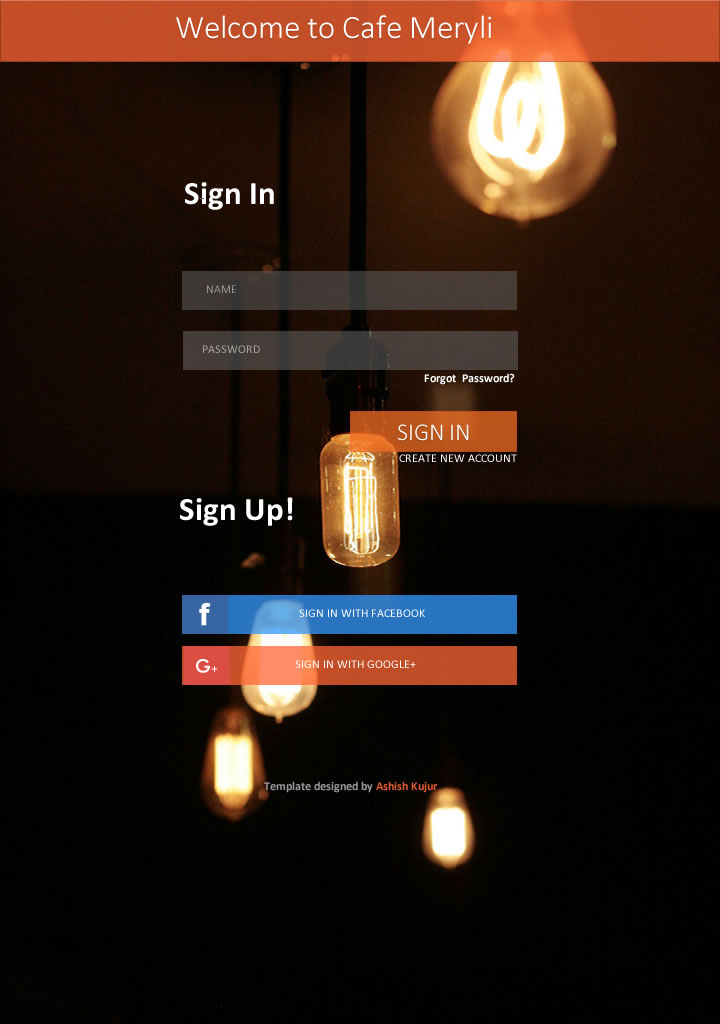 Welcome to Cafe Meryli
Sign In
NAME
PASSWORD
Forgot Password?
SIGN IN
CREATE NEW ACCOUNT
Sign Up!
f SIGN IN WITH FACEBOOK
G+ SIGN IN WITH GOOGLE+
Template designed by Ashish Kujur